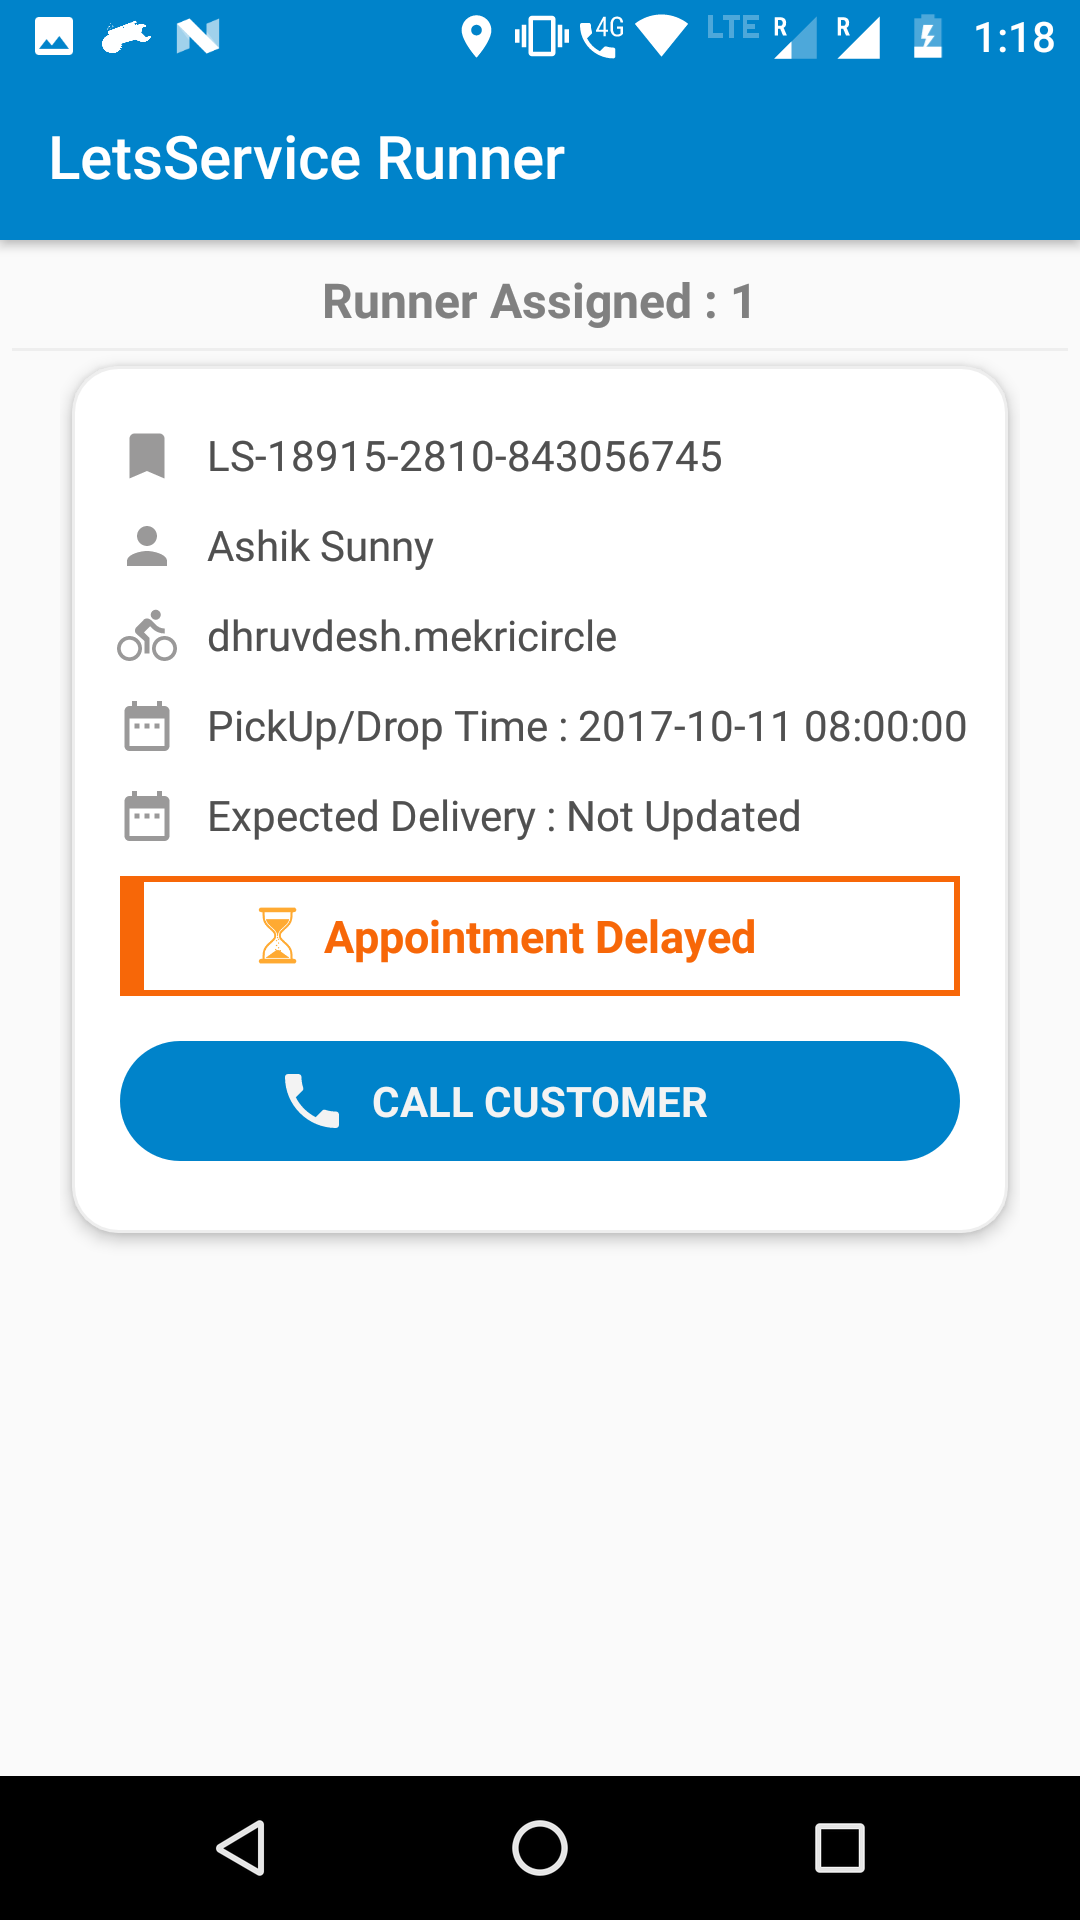 4G LTE R R 1:18
LetsService Runner
Runner Assigned : 1
LS-18915-2810-843056745
Ashik Sunny
dhruvdesh.mekricircle
PickUp/Drop Time : 2017-10-11 08:00:00
Expected Delivery : Not Updated
Appointment Delayed
CALL CUSTOMER